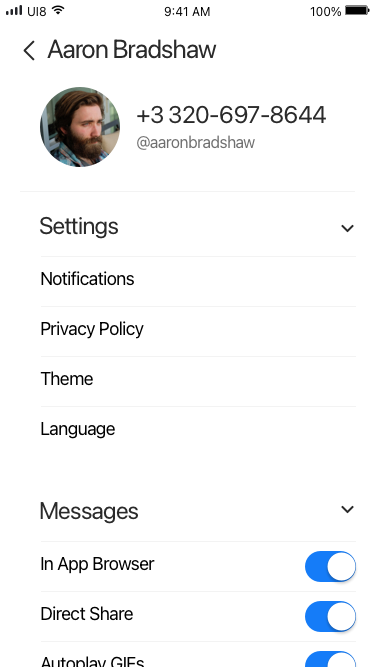 UI8 9:41 AM 100%
Aaron Bradshaw
+3 320-697-8644
@aaronbradshaw
Settings
Notifications
Privacy Policy
Theme
Language
Messages
In App Browser
Direct Share
Autoplay GIFs